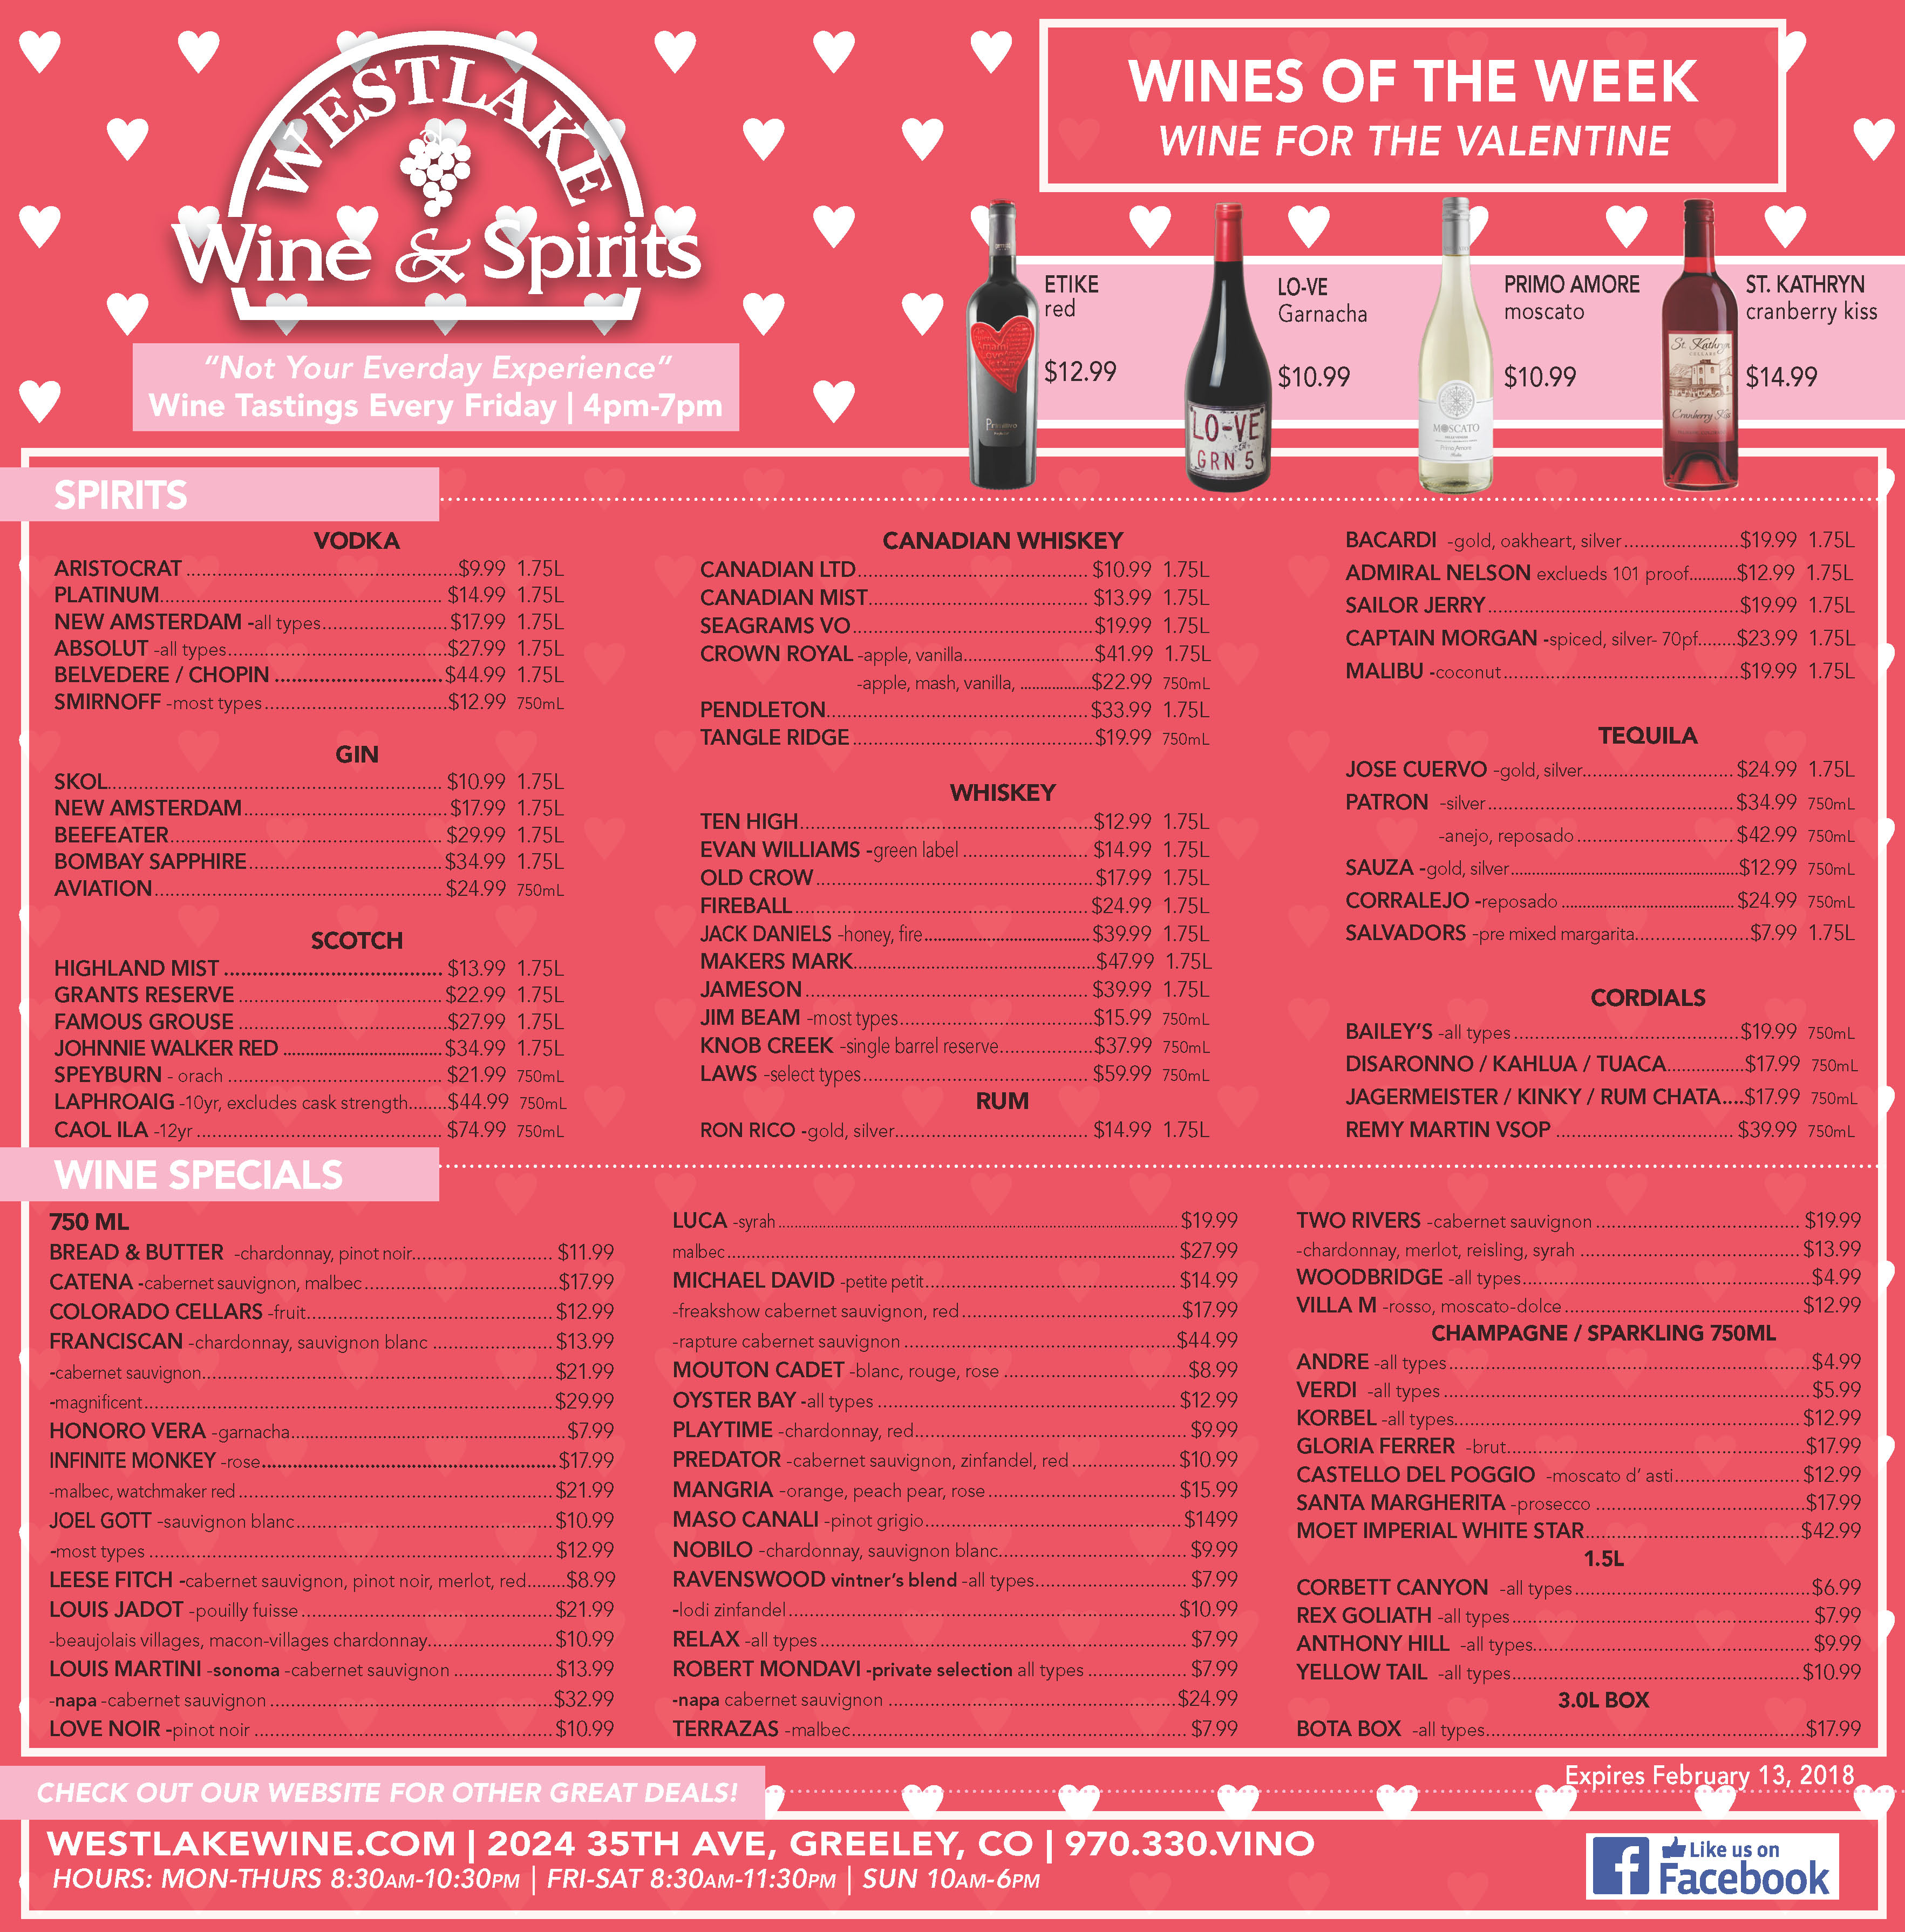 WESTLAKE
Wine & Spirits
“Not Your Everday Experience”
Wine Tastings Every Friday | 4pm-7pm
WINES OF THE WEEK
WINE FOR THE VALENTINE
ETIKE
red
$12.99
LO-VE
Garnacha
$10.99
PRIMO AMORE
moscato
$10.99
ST. KATHRYN
cranberry kiss
$14.99
LO-VE
GRN 5
MOSCATO
Primo Amore
St. Kathryn
CELLARS
Cranberry Kiss
SPIRITS
VODKA
ARISTOCRAT $9.99 1.75L
PLATINUM $14.99 1.75L
NEW AMSTERDAM -all types $17.99 1.75L
ABSOLUT -all types $27.99 1.75L
BELVEDERE / CHOPIN $44.99 1.75L
SMIRNOFF -most types $12.99 750mL
GIN
SKOL $10.99 1.75L
NEW AMSTERDAM $17.99 1.75L
BEEFEATER $29.99 1.75L
BOMBAY SAPPHIRE $34.99 1.75L
AVIATION $24.99 750mL
SCOTCH
HIGHLAND MIST $13.99 1.75L
GRANTS RESERVE $22.99 1.75L
FAMOUS GROUSE $27.99 1.75L
JOHNNIE WALKER RED $34.99 1.75L
SPEYBURN - orach $21.99 750mL
LAPHROAIG -10yr, excludes cask strength $44.99 750mL
CAOL ILA -12yr $74.99 750mL
CANADIAN WHISKEY
CANADIAN LTD $10.99 1.75L
CANADIAN MIST $13.99 1.75L
SEAGRAMS VO $19.99 1.75L
CROWN ROYAL -apple, vanilla $41.99 1.75L
-apple, mash, vanilla, $22.99 750mL
PENDLETON $33.99 1.75L
TANGLE RIDGE $19.99 750mL
WHISKEY
TEN HIGH $12.99 1.75L
EVAN WILLIAMS -green label $14.99 1.75L
OLD CROW $17.99 1.75L
FIREBALL $24.99 1.75L
JACK DANIELS -honey, fire $39.99 1.75L
MAKERS MARK $47.99 1.75L
JAMESON $39.99 1.75L
JIM BEAM -most types $15.99 750mL
KNOB CREEK -single barrel reserve $37.99 750mL
LAWS -select types $59.99 750mL
RUM
RON RICO -gold, silver $14.99 1.75L
BACARDI -gold, oakheart, silver $19.99 1.75L
ADMIRAL NELSON exclueds 101 proof $12.99 1.75L
SAILOR JERRY $19.99 1.75L
CAPTAIN MORGAN -spiced, silver- 70pf $23.99 1.75L
MALIBU -coconut $19.99 1.75L
TEQUILA
JOSE CUERVO -gold, silver $24.99 1.75L
PATRON -silver $34.99 750mL
-anejo, reposado $42.99 750mL
SAUZA -gold, silver $12.99 750mL
CORRALEJO -reposado $24.99 750mL
SALVADORS -pre mixed margarita $7.99 1.75L
CORDIALS
BAILEY’S -all types $19.99 750mL
DISARONNO / KAHLUA / TUACA $17.99 750mL
JAGERMEISTER / KINKY / RUM CHATA $17.99 750mL
REMY MARTIN VSOP $39.99 750mL
WINE SPECIALS
750 ML
BREAD & BUTTER -chardonnay, pinot noir $11.99
CATENA -cabernet sauvignon, malbec $17.99
COLORADO CELLARS -fruit $12.99
FRANCISCAN -chardonnay, sauvignon blanc $13.99
-cabernet sauvignon $21.99
-magnificent $29.99
HONORO VERA -garnacha $7.99
INFINITE MONKEY -rose $17.99
-malbec, watchmaker red $21.99
JOEL GOTT -sauvignon blanc $10.99
-most types $12.99
LEESE FITCH -cabernet sauvignon, pinot noir, merlot, red $8.99
LOUIS JADOT -pouilly fuisse $21.99
-beaujolais villages, macon-villages chardonnay $10.99
LOUIS MARTINI -sonoma -cabernet sauvignon $13.99
-napa -cabernet sauvignon $32.99
LOVE NOIR -pinot noir $10.99
LUCA -syrah $19.99
malbec $27.99
MICHAEL DAVID -petite petit $14.99
-freakshow cabernet sauvignon, red $17.99
-rapture cabernet sauvignon $44.99
MOUTON CADET -blanc, rouge, rose $8.99
OYSTER BAY -all types $12.99
PLAYTIME -chardonnay, red $9.99
PREDATOR -cabernet sauvignon, zinfandel, red $10.99
MANGRIA -orange, peach pear, rose $15.99
MASO CANALI -pinot grigio $1499
NOBILO -chardonnay, sauvignon blanc $9.99
RAVENSWOOD vintner’s blend -all types $7.99
-lodi zinfandel $10.99
RELAX -all types $7.99
ROBERT MONDAVI -private selection all types $7.99
-napa cabernet sauvignon $24.99
TERRAZAS -malbec $7.99
TWO RIVERS -cabernet sauvignon $19.99
-chardonnay, merlot, reisling, syrah $13.99
WOODBRIDGE -all types $4.99
VILLA M -rosso, moscato-dolce $12.99
CHAMPAGNE / SPARKLING 750ML
ANDRE -all types $4.99
VERDI -all types $5.99
KORBEL -all types $12.99
GLORIA FERRER -brut $17.99
CASTELLO DEL POGGIO -moscato d’ asti $12.99
SANTA MARGHERITA -prosecco $17.99
MOET IMPERIAL WHITE STAR $42.99
1.5L
CORBETT CANYON -all types $6.99
REX GOLIATH -all types $7.99
ANTHONY HILL -all types $9.99
YELLOW TAIL -all types $10.99
3.0L BOX
BOTA BOX -all types $17.99
Expires February 13, 2018
CHECK OUT OUR WEBSITE FOR OTHER GREAT DEALS!
WESTLAKEWINE.COM | 2024 35TH AVE, GREELEY, CO | 970.330.VINO
HOURS: MON-THURS 8:30AM-10:30PM | FRI-SAT 8:30AM-11:30PM | SUN 10AM-6PM
f Like us on
Facebook